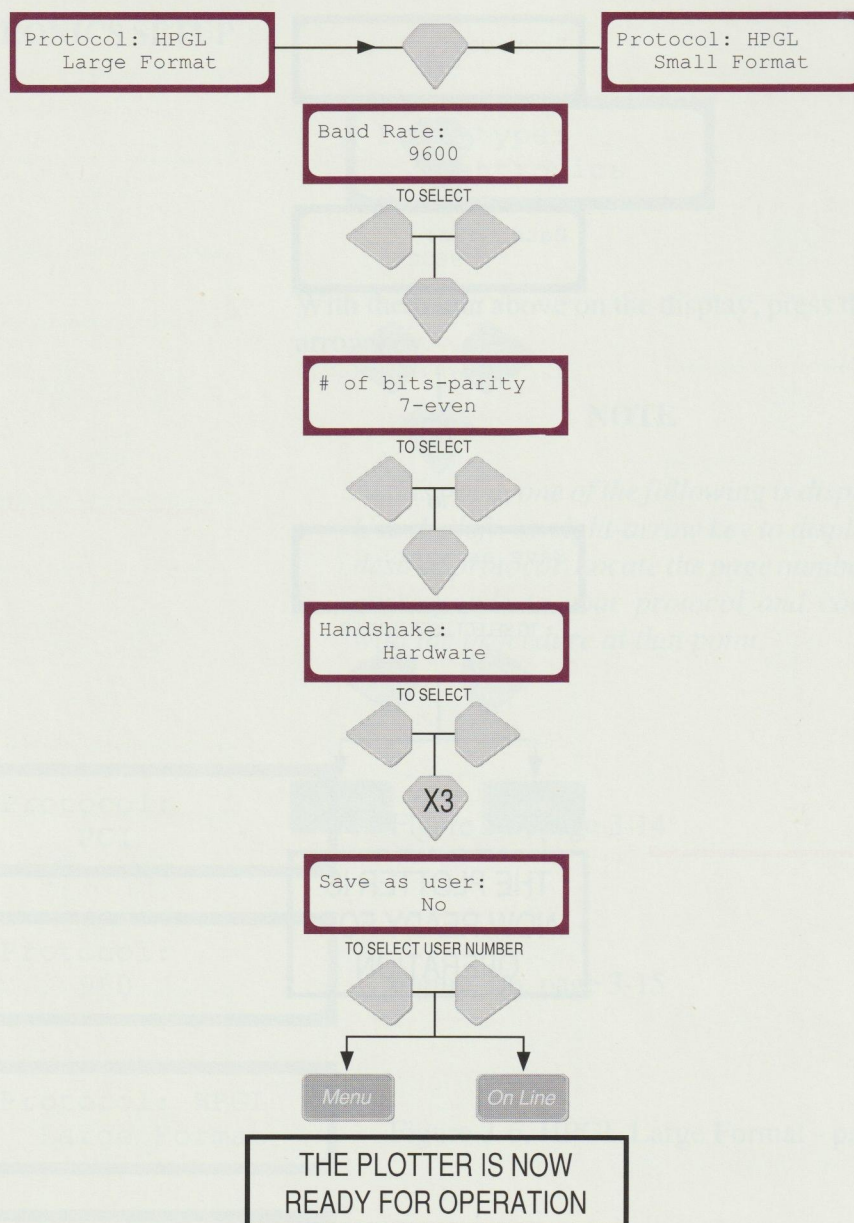 Protocol: HPGL
Large Format
Protocol: HPGL
Small Format
Baud Rate:
9600
TO SELECT
# of bits-parity
7-even
TO SELECT
Handshake:
Hardware
TO SELECT
X3
Save as user:
No
TO SELECT USER NUMBER
Menu
On Line
THE PLOTTER IS NOW
READY FOR OPERATION